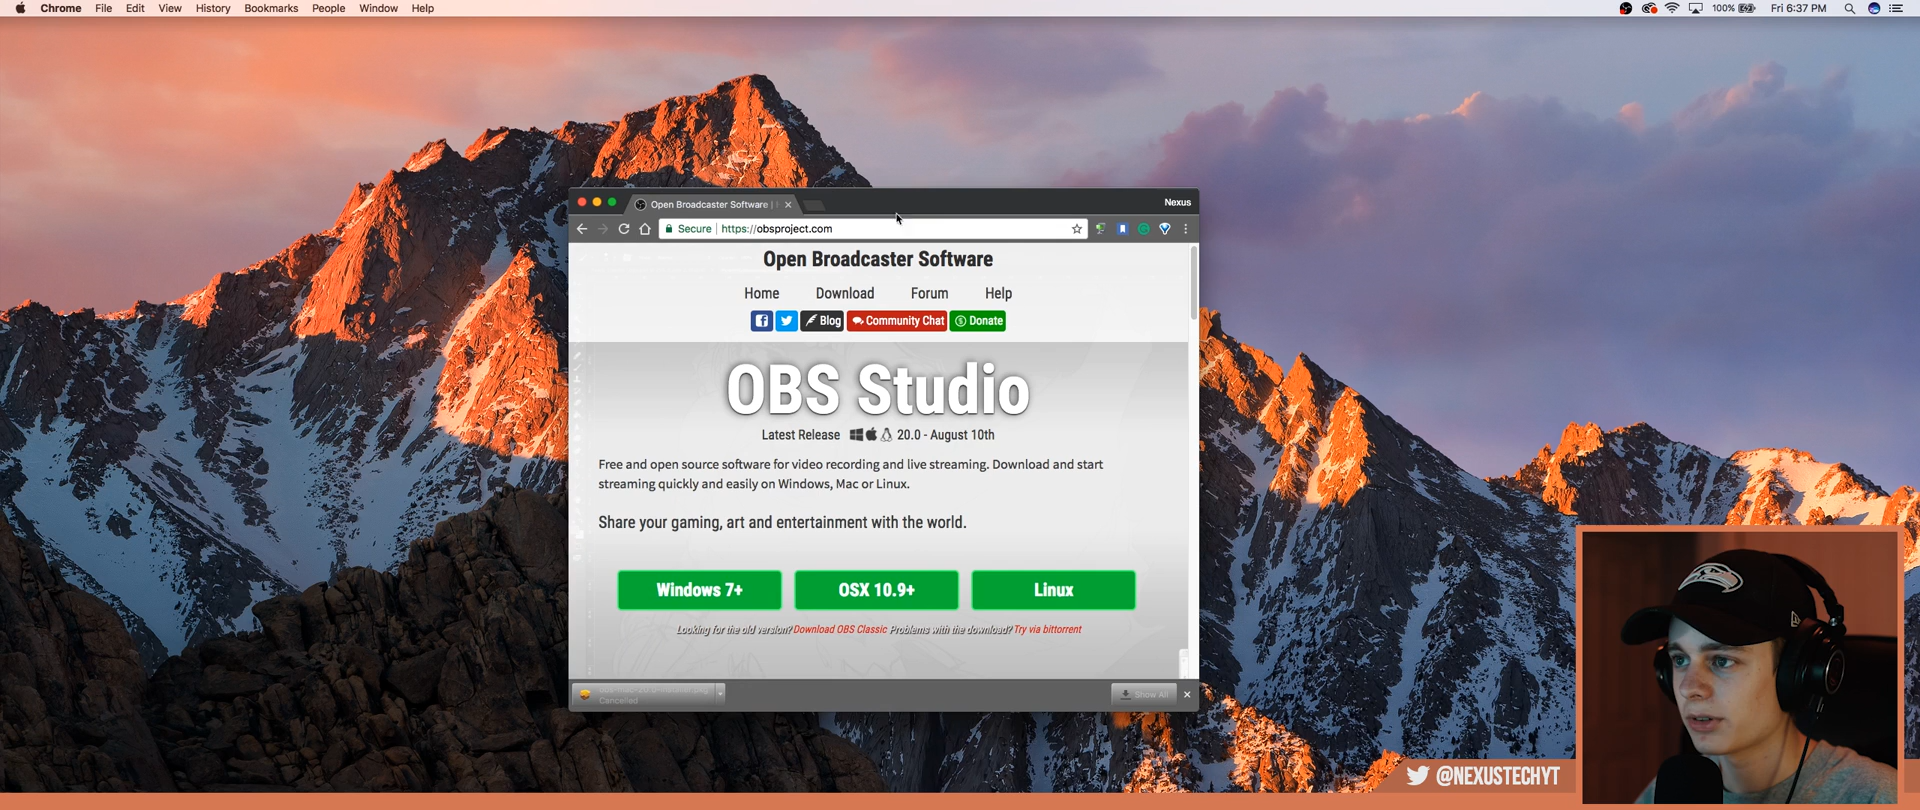 Chrome File Edit View History Bookmarks People Window Help
100% Fri 6:37 PM
Open Broadcaster Software |
Nexus
Secure | https://obsproject.com
Open Broadcaster Software
Home Download Forum Help
Blog Community Chat Donate
OBS Studio
Latest Release 20.0 - August 10th
Free and open source software for video recording and live streaming. Download and start
streaming quickly and easily on Windows, Mac or Linux.
Share your gaming, art and entertainment with the world.
Windows 7+ OSX 10.9+ Linux
Looking for the old version? Download OBS Classic Problems with the download? Try via bittorrent
Cancelled
Show All
@NEXUSTECHYT